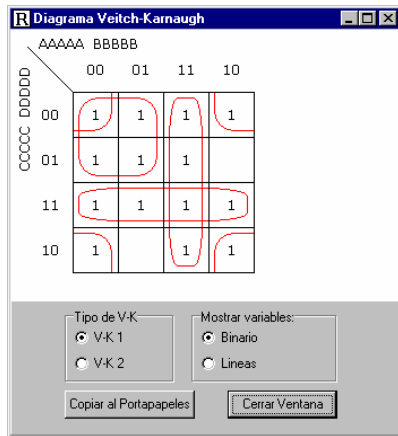 R Diagrama Veitch-Karnaugh
AAAAA BBBBB
CCCC DDDDD
00 01 11 10
00 1 1 1 1
01 1 1 1
11 1 1 1 1
10 1 1 1
Tipo de V-K
V-K 1
V-K 2
Mostrar variables:
Binario
Lineas
Copiar al Portapapeles
Cerrar Ventana